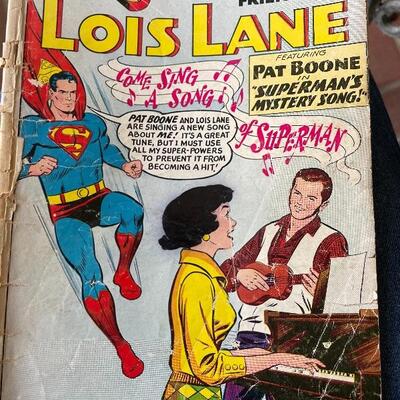 FRIEN
LOIS LANE
FEATURING
PAT BOONE
IN
"SUPERMAN'S
MYSTERY SONG!"
COME SING
A SONG!
OF SUPERMAN
PAT BOONE AND LOIS LANE
ARE SINGING A NEW SONG
ABOUT ME! IT'S A GREAT
TUNE, BUT I MUST USE
ALL MY SUPER-POWERS
TO PREVENT IT FROM
BECOMING A HIT!
S